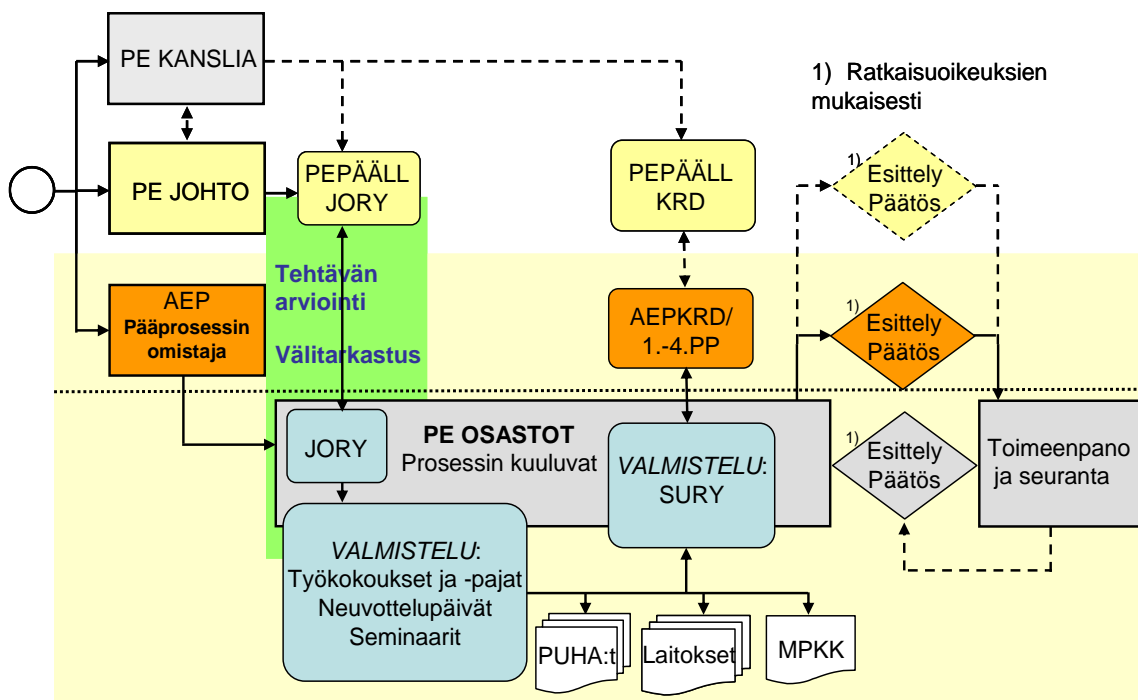 PE KANSLIA
1) Ratkaisuoikeuksien
mukaisesti
PE JOHTO
PEPÄÄLL
JORY
PEPÄÄLL
KRD
1)
Esittely
Päätös
Tehtävän
arviointi
Välitarkastus
AEP
Pääprosessin
omistaja
AEPKRD/
1.-4.PP
1)
Esittely
Päätös
JORY
PE OSASTOT
Prosessin kuuluvat
VALMISTELU:
SURY
1)
Esittely
Päätös
Toimeenpano
ja seuranta
VALMISTELU:
Työkokoukset ja -pajat
Neuvottelupäivät
Seminaarit
PUHA:t
Laitokset
MPKK